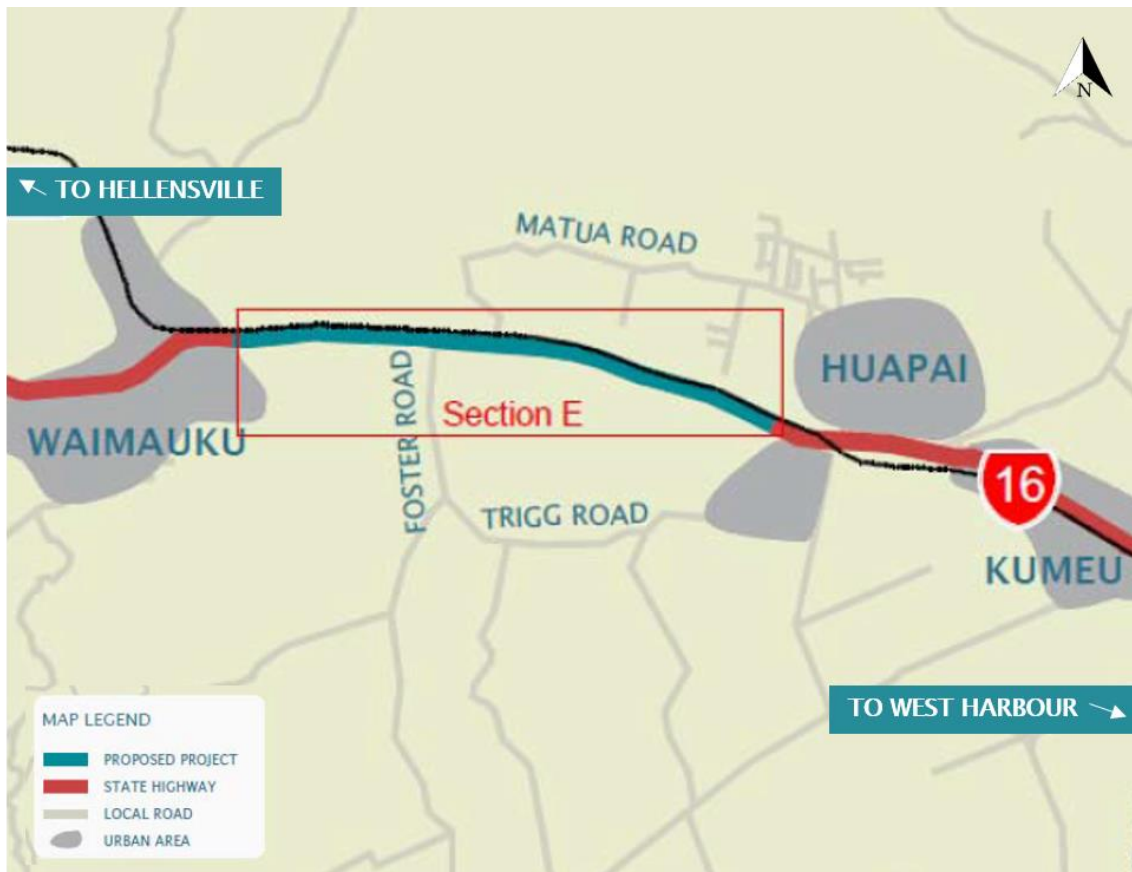 N
TO HELLENSVILLE
MATUA ROAD
HUAPAI
Section E
WAIMAUKU
FOSTER ROAD
TRIGG ROAD
16
KUMEU
TO WEST HARBOUR
MAP LEGEND
PROPOSED PROJECT
STATE HIGHWAY
LOCAL ROAD
URBAN AREA